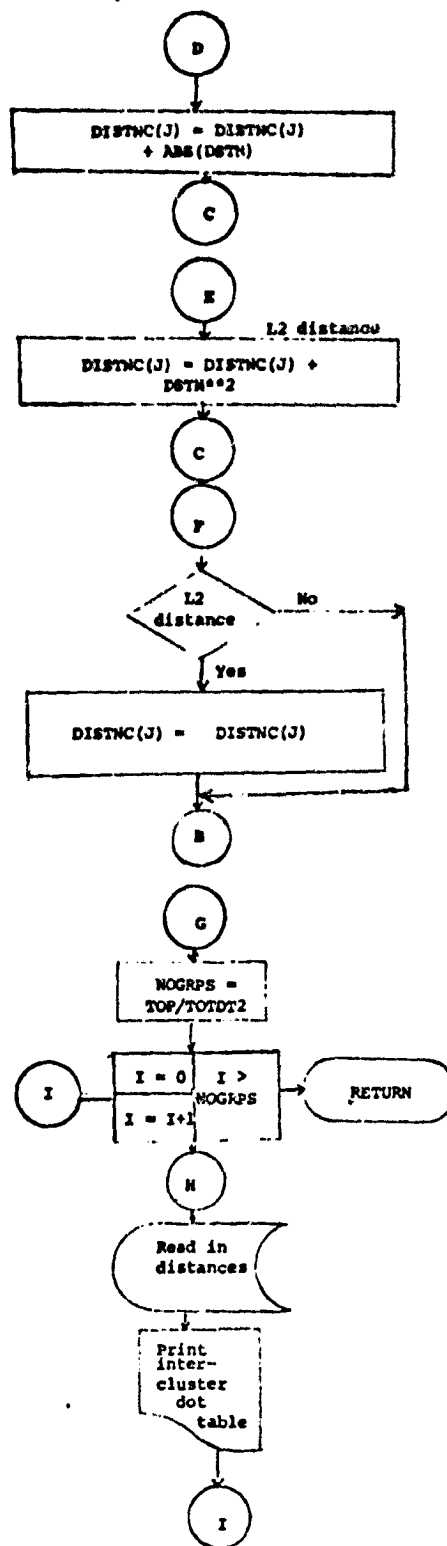 D
DISTNC(J) = DISTNC(J)
+ ABS(DSTN)
C
E
L2 distance
DISTNC(J) = DISTNC(J) +
DSTN**2
C
F
L2
distance
No
Yes
DISTNC(J) = DISTNC(J)
B
G
NOGRPS =
TOP/TOTDT2
I
I = 0
I >
NOGRPS
I = I+1
RETURN
H
Read in
distances
Print
inter-
cluster
dot
table
I